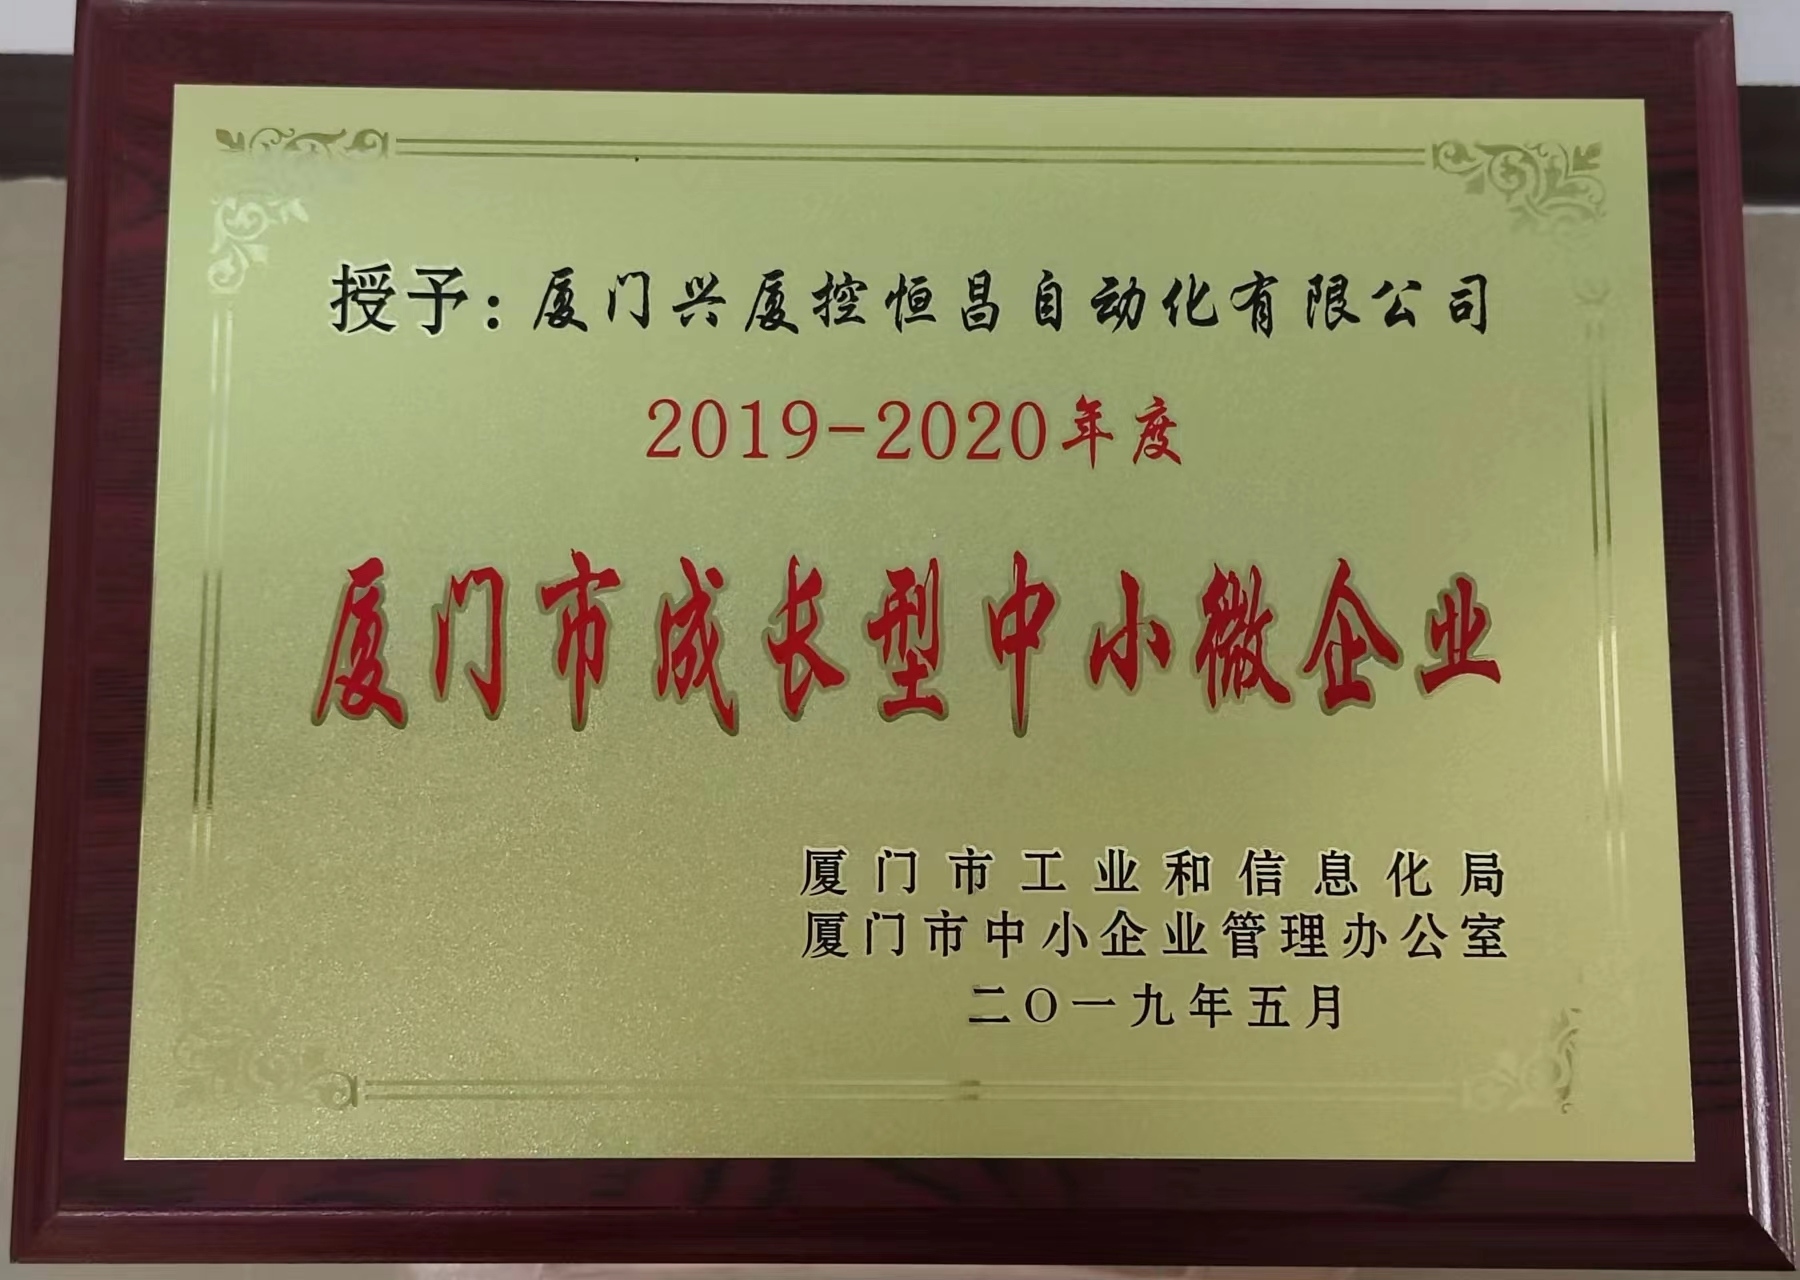 授予：厦门兴厦控恒昌自动化有限公司
2019-2020年度
厦门市成长型中小微企业
厦门市工业和信息化局
厦门市中小企业管理办公室
二〇一九年五月